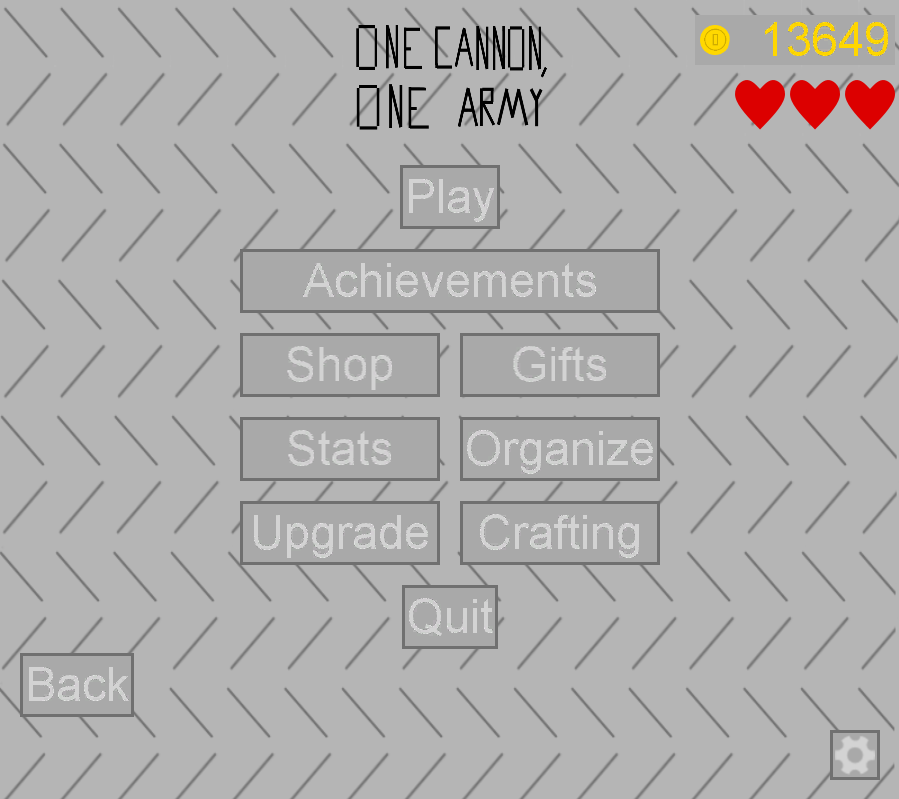 ONE CANNON,
ONE ARMY
13649
Play
Achievements
Shop
Gifts
Stats
Organize
Upgrade
Crafting
Quit
Back